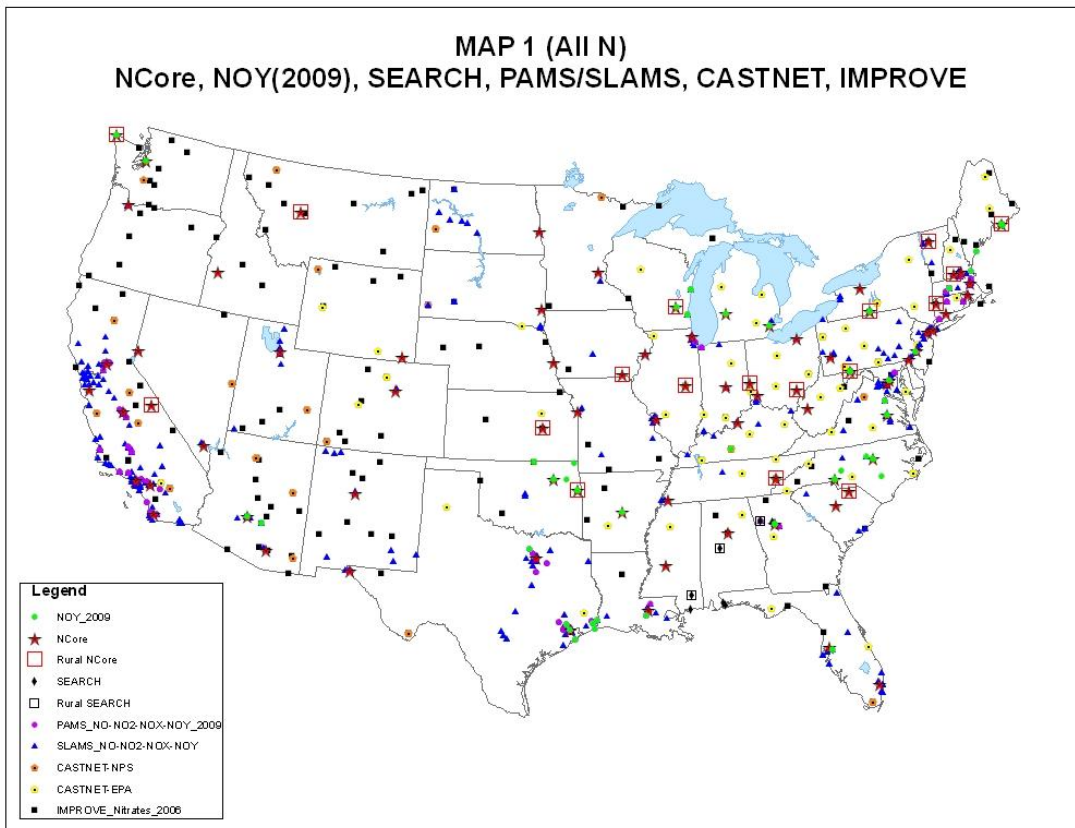 MAP 1 (All N)
NCore, NOY(2009), SEARCH, PAMS/SLAMS, CASTNET, IMPROVE
Legend
NOY_2009
NCore
Rural NCore
SEARCH
Rural SEARCH
PAMS_NO-NO2-NOX-NOY_2009
SLAMS_NO-NO2-NOX-NOY
CASTNET-NPS
CASTNET-EPA
IMPROVE_Nitrates_2006